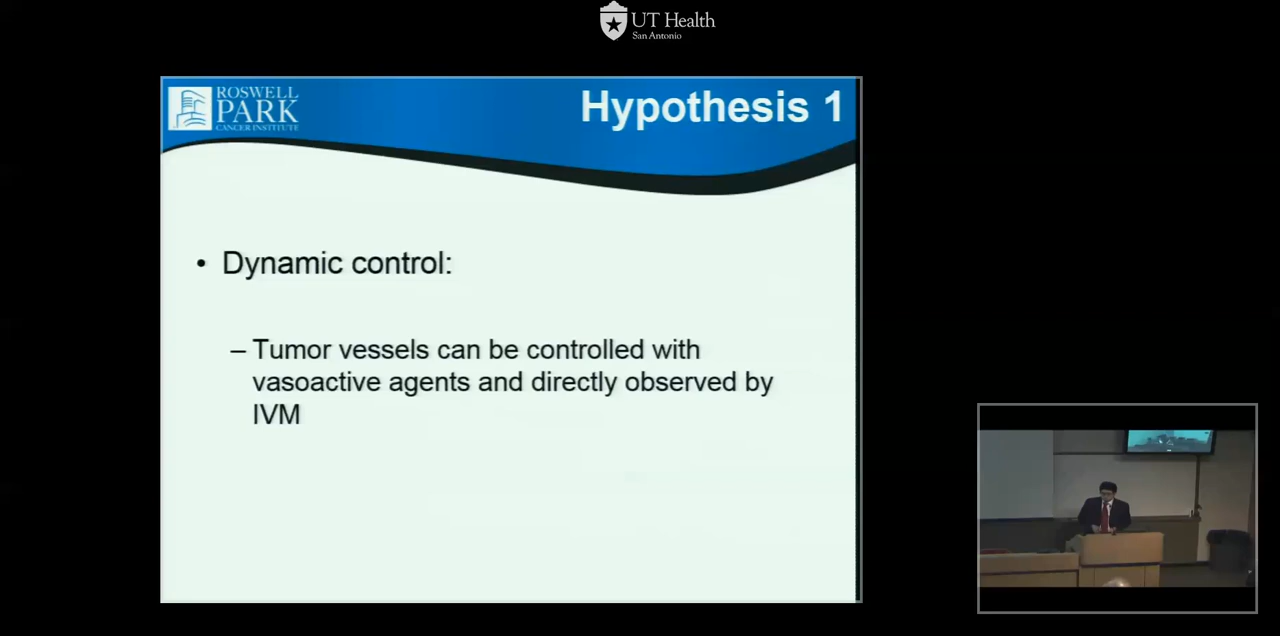 UT Health
San Antonio
ROSWELL
PARK
CANCER INSTITUTE
Hypothesis 1
• Dynamic control:
– Tumor vessels can be controlled with
vasoactive agents and directly observed by
IVM